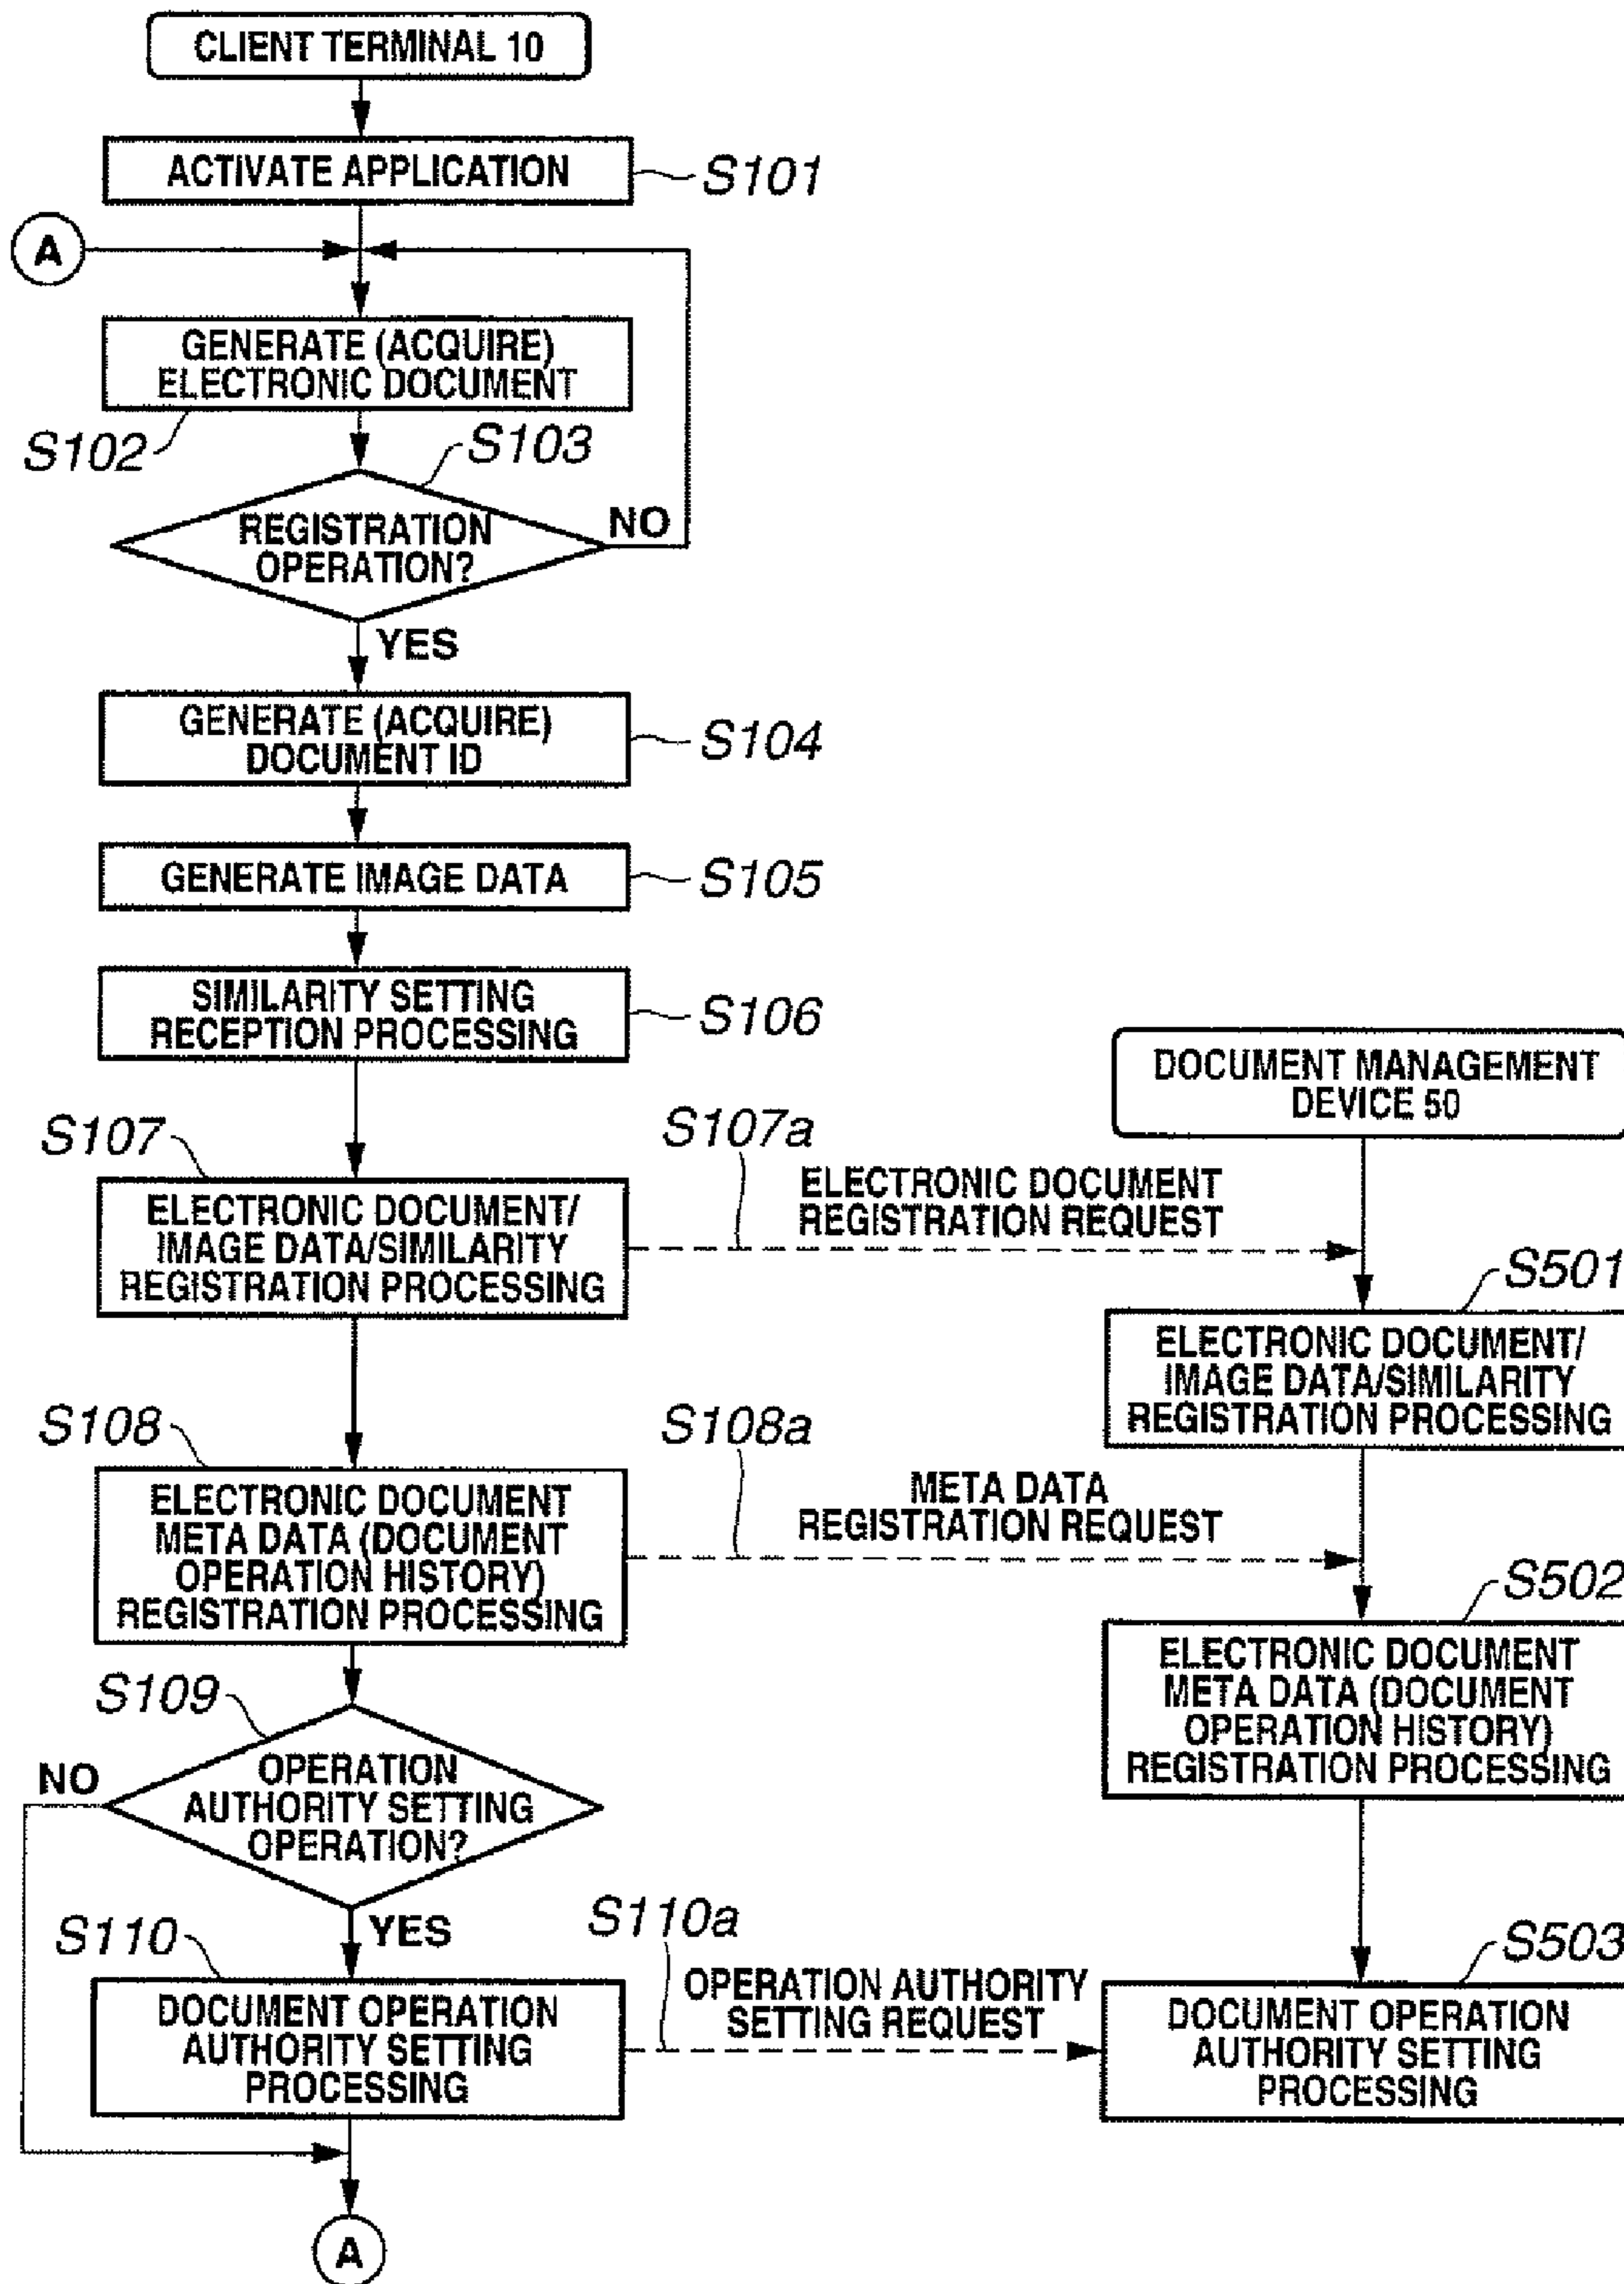 CLIENT TERMINAL 10
ACTIVATE APPLICATION
S101
A
GENERATE (ACQUIRE)
ELECTRONIC DOCUMENT
S102
S103
REGISTRATION
OPERATION?
NO
YES
GENERATE (ACQUIRE)
DOCUMENT ID
S104
GENERATE IMAGE DATA
S105
SIMILARITY SETTING
RECEPTION PROCESSING
S106
DOCUMENT MANAGEMENT
DEVICE 50
S107
ELECTRONIC DOCUMENT/
IMAGE DATA/SIMILARITY
REGISTRATION PROCESSING
S107a
ELECTRONIC DOCUMENT
REGISTRATION REQUEST
S501
ELECTRONIC DOCUMENT/
IMAGE DATA/SIMILARITY
REGISTRATION PROCESSING
S108
ELECTRONIC DOCUMENT
META DATA (DOCUMENT
OPERATION HISTORY)
REGISTRATION PROCESSING
S108a
META DATA
REGISTRATION REQUEST
S502
ELECTRONIC DOCUMENT
META DATA (DOCUMENT
OPERATION HISTORY)
REGISTRATION PROCESSING
S109
OPERATION
AUTHORITY SETTING
OPERATION?
NO
YES
S110
DOCUMENT OPERATION
AUTHORITY SETTING
PROCESSING
S110a
OPERATION AUTHORITY
SETTING REQUEST
S503
DOCUMENT OPERATION
AUTHORITY SETTING
PROCESSING
A